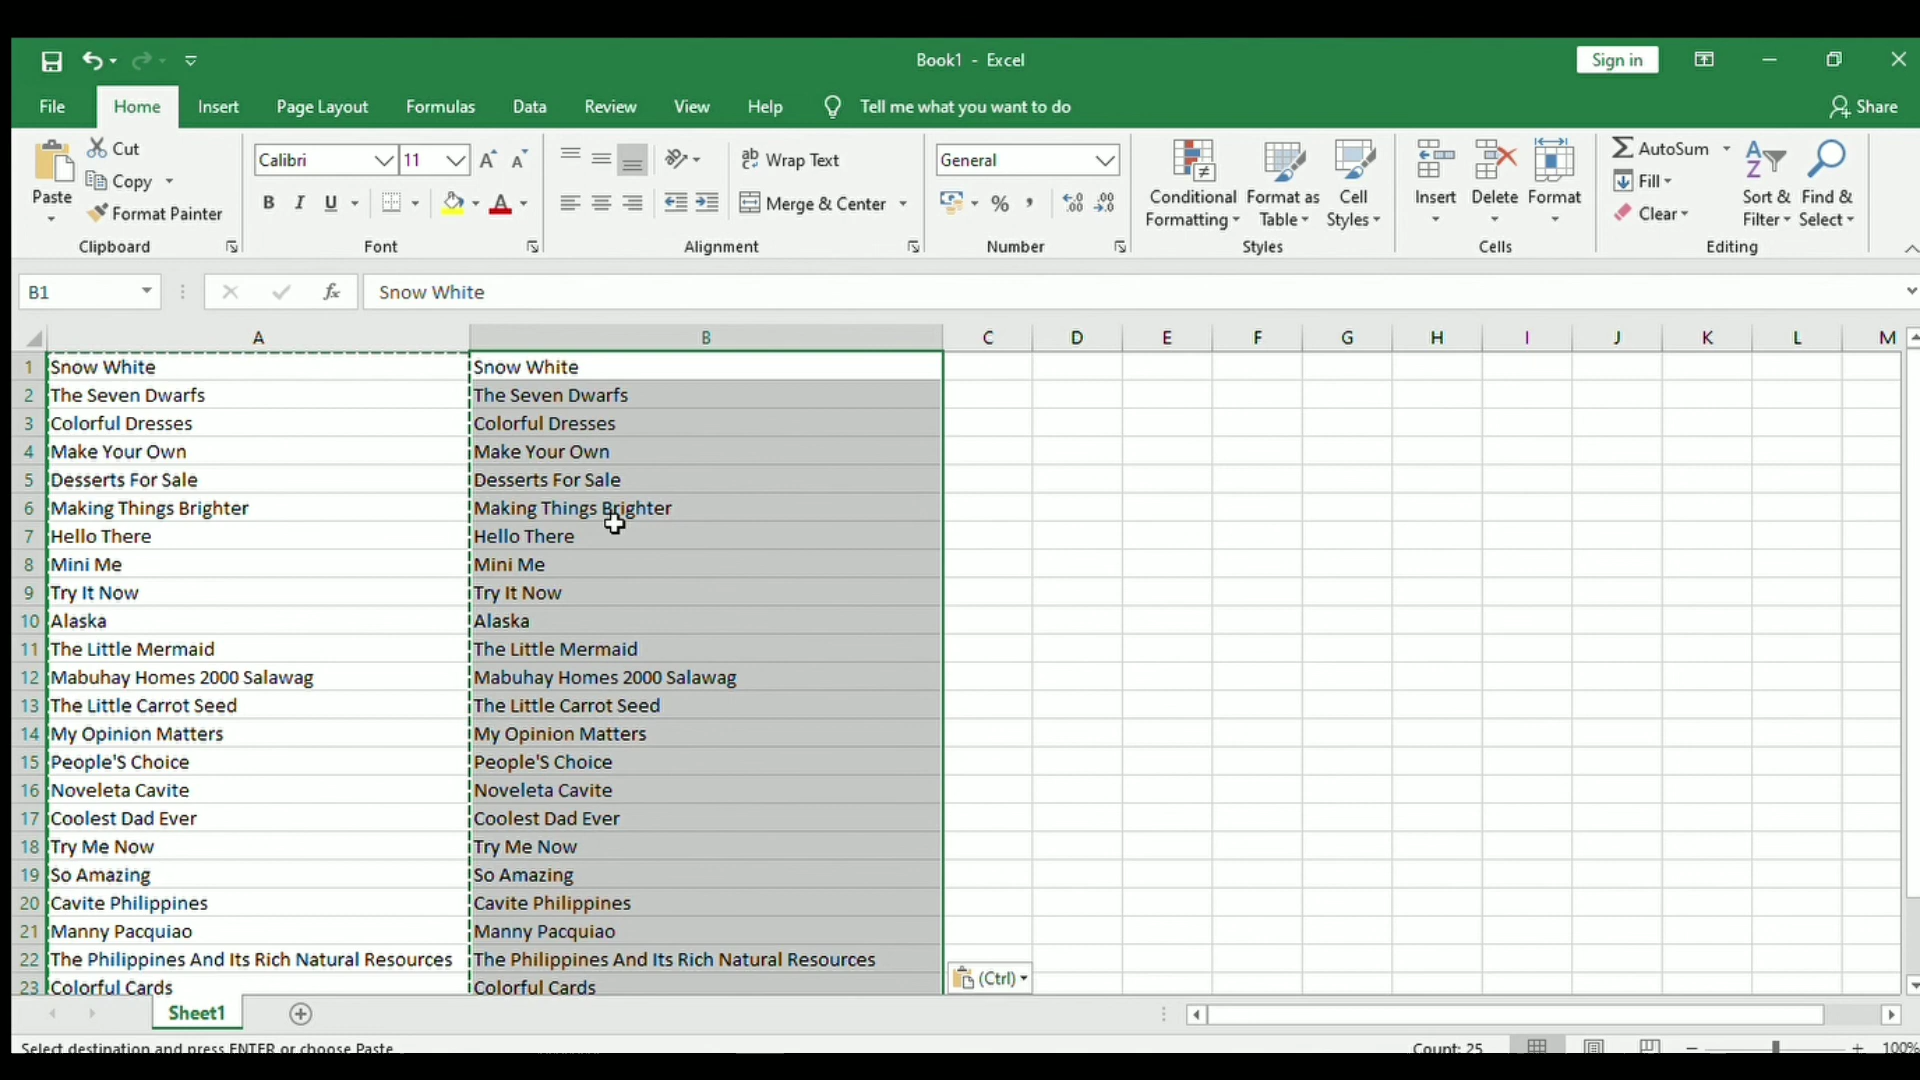 Book1 - Excel
Sign in
File Home Insert Page Layout Formulas Data Review View Help Tell me what you want to do Share
Paste
Cut
Copy
Format Painter
Clipboard
Calibri 11
B I U
Font
Wrap Text
Merge & Center
Alignment
General
%
Number
Conditional Formatting
Format as Table
Cell Styles
Styles
Insert Delete Format
Cells
AutoSum
Fill
Clear
Sort & Filter
Find & Select
Editing
B1 fx Snow White
A B C D E F G H I J K L M
1 Snow White Snow White
2 The Seven Dwarfs The Seven Dwarfs
3 Colorful Dresses Colorful Dresses
4 Make Your Own Make Your Own
5 Desserts For Sale Desserts For Sale
6 Making Things Brighter Making Things Brighter
7 Hello There Hello There
8 Mini Me Mini Me
9 Try It Now Try It Now
10 Alaska Alaska
11 The Little Mermaid The Little Mermaid
12 Mabuhay Homes 2000 Salawag Mabuhay Homes 2000 Salawag
13 The Little Carrot Seed The Little Carrot Seed
14 My Opinion Matters My Opinion Matters
15 People'S Choice People'S Choice
16 Noveleta Cavite Noveleta Cavite
17 Coolest Dad Ever Coolest Dad Ever
18 Try Me Now Try Me Now
19 So Amazing So Amazing
20 Cavite Philippines Cavite Philippines
21 Manny Pacquiao Manny Pacquiao
22 The Philippines And Its Rich Natural Resources The Philippines And Its Rich Natural Resources
23 Colorful Cards Colorful Cards
(Ctrl)
Sheet1
Select destination and press ENTER or choose Paste Count: 25 100%